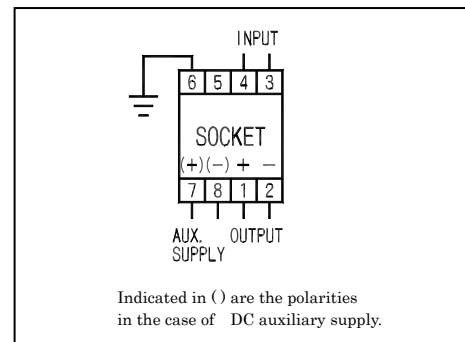 INPUT
6 5 4 3
SOCKET
(+) (−) + −
7 8 1 2
AUX. OUTPUT
SUPPLY
Indicated in ( ) are the polarities
in the case of DC auxiliary supply.